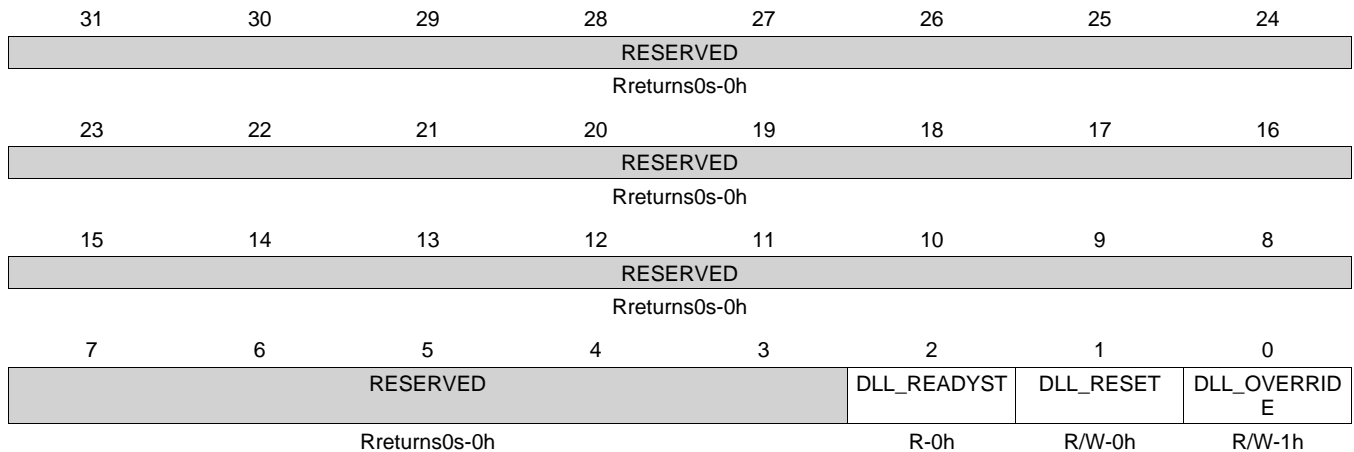 31 30 29 28 27 26 25 24
RESERVED
Rreturns0s-0h
23 22 21 20 19 18 17 16
RESERVED
Rreturns0s-0h
15 14 13 12 11 10 9 8
RESERVED
Rreturns0s-0h
7 6 5 4 3 2 1 0
RESERVED DLL_READYST DLL_RESET DLL_OVERRID
E
Rreturns0s-0h R-0h R/W-0h R/W-1h